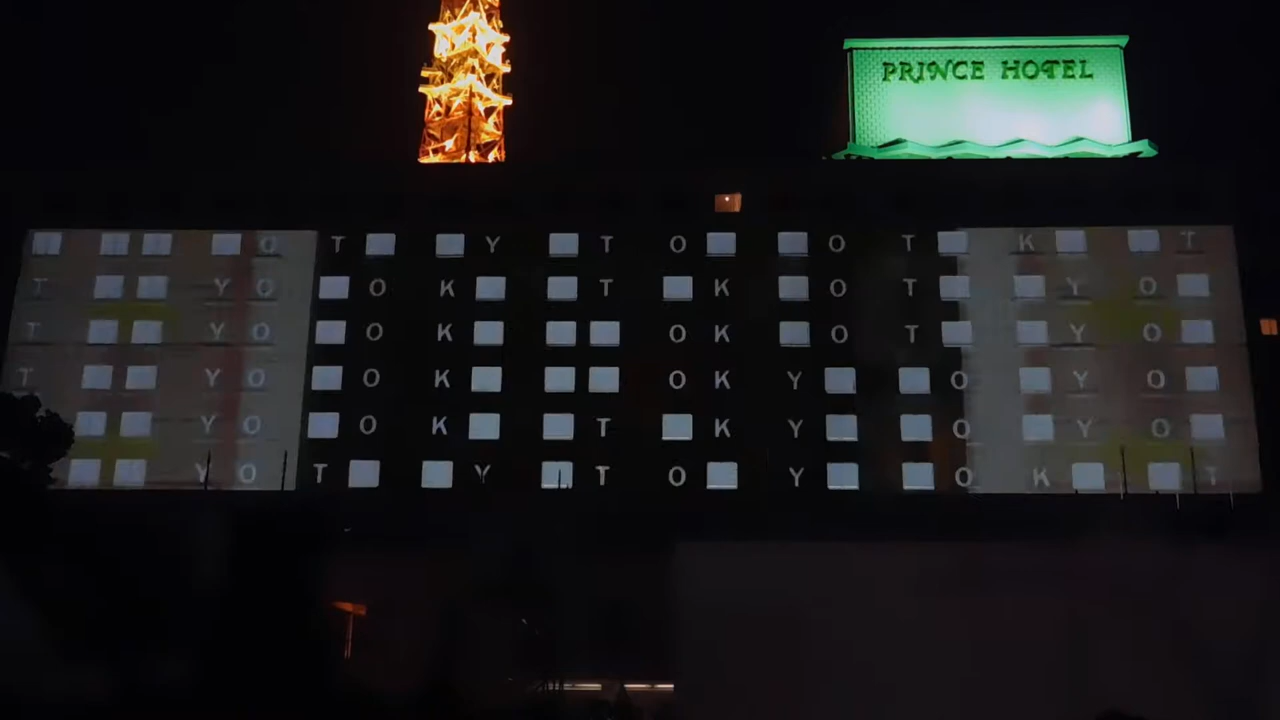 PRINCE HOTEL
O T Y T O O T K T
T Y O O K T K O T Y O
T Y O O K O K O T Y O
T Y O O K O K Y O Y O
Y O O K T K Y O Y O
Y O T Y T O Y O K T